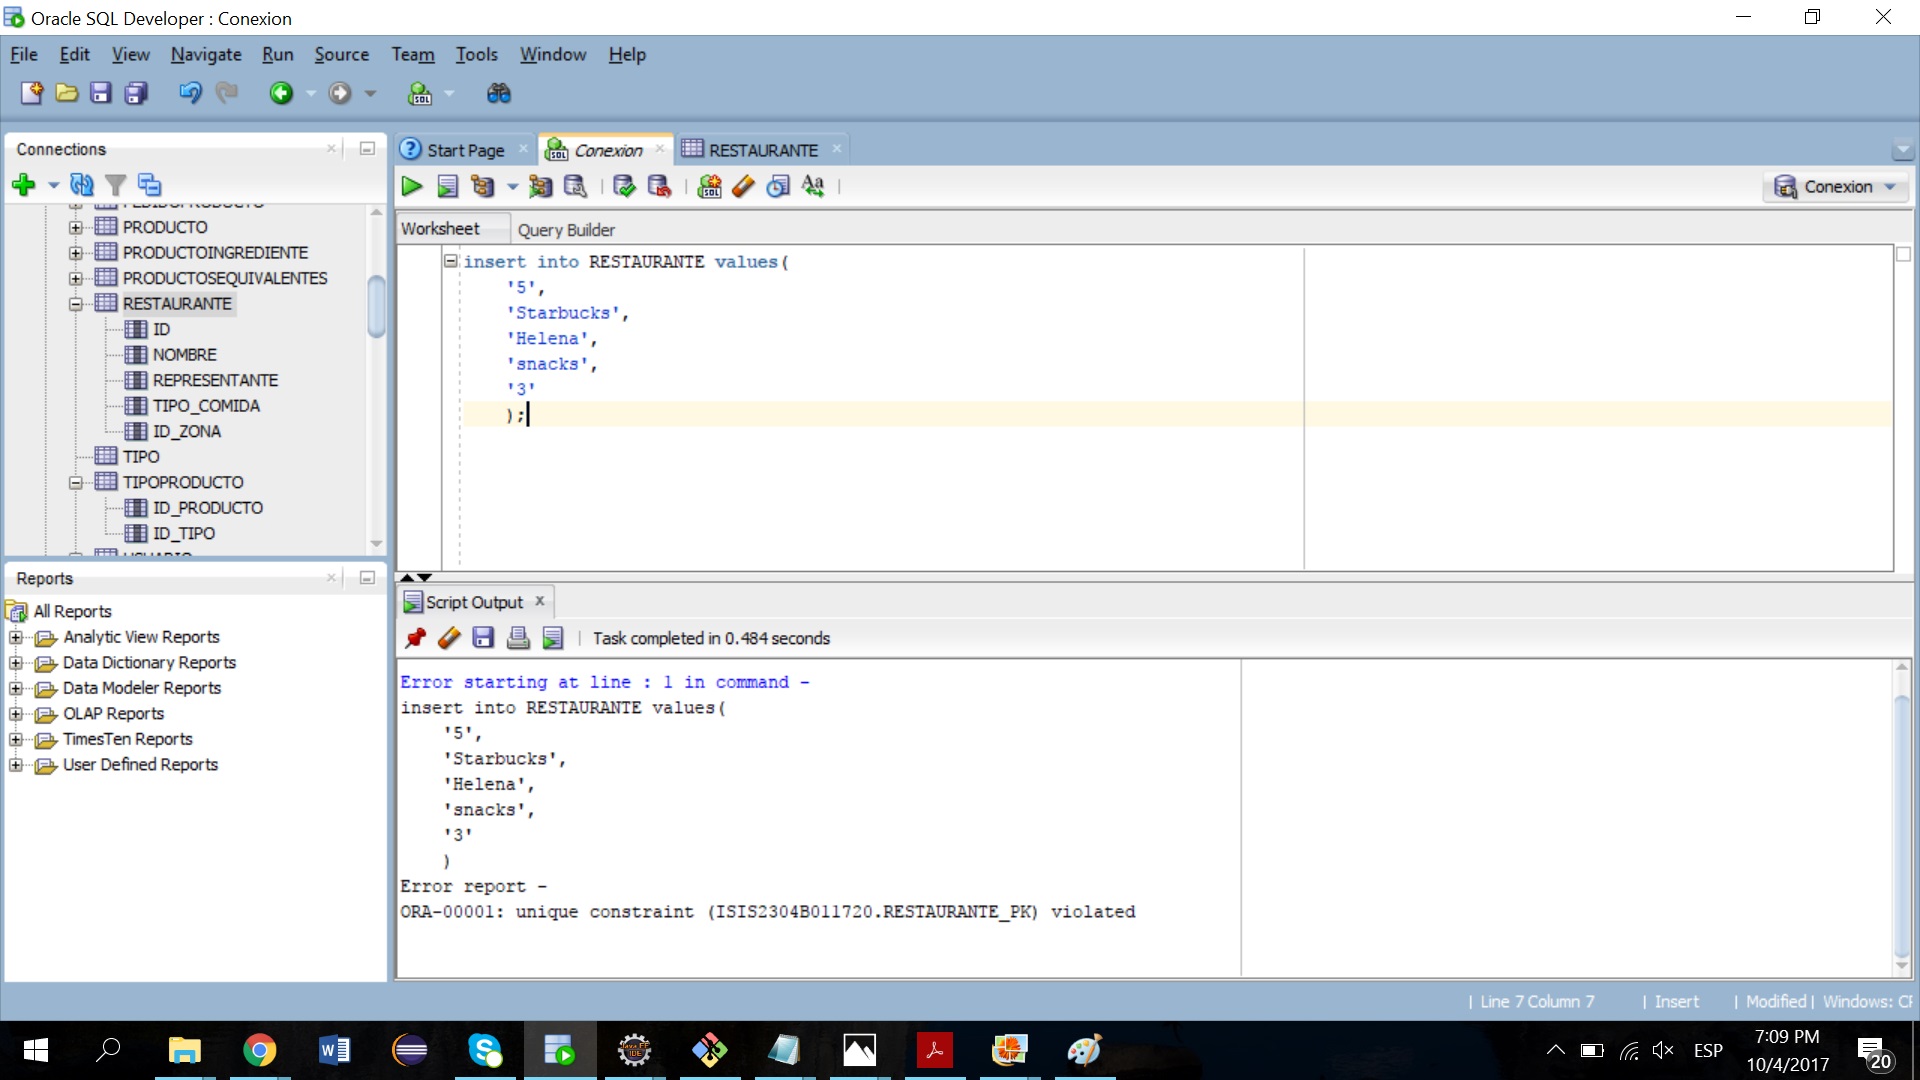 Oracle SQL Developer : Conexion
File Edit View Navigate Run Source Team Tools Window Help
Connections
Start Page
Conexion
RESTAURANTE
Conexion
PRODUCTO
PRODUCTOINGREDIENTE
PRODUCTOSEQUIVALENTES
RESTAURANTE
ID
NOMBRE
REPRESENTANTE
TIPO_COMIDA
ID_ZONA
TIPO
TIPOPRODUCTO
ID_PRODUCTO
ID_TIPO
Worksheet Query Builder
insert into RESTAURANTE values(
'5',
'Starbucks',
'Helena',
'snacks',
'3'
);
Reports
All Reports
Analytic View Reports
Data Dictionary Reports
Data Modeler Reports
OLAP Reports
TimesTen Reports
User Defined Reports
Script Output
Task completed in 0.484 seconds
Error starting at line : 1 in command -
insert into RESTAURANTE values(
'5',
'Starbucks',
'Helena',
'snacks',
'3'
)
Error report -
ORA-00001: unique constraint (ISIS2304B011720.RESTAURANTE_PK) violated
| Line 7 Column 7 | Insert | Modified | Windows: CF
ESP
7:09 PM
10/4/2017
20